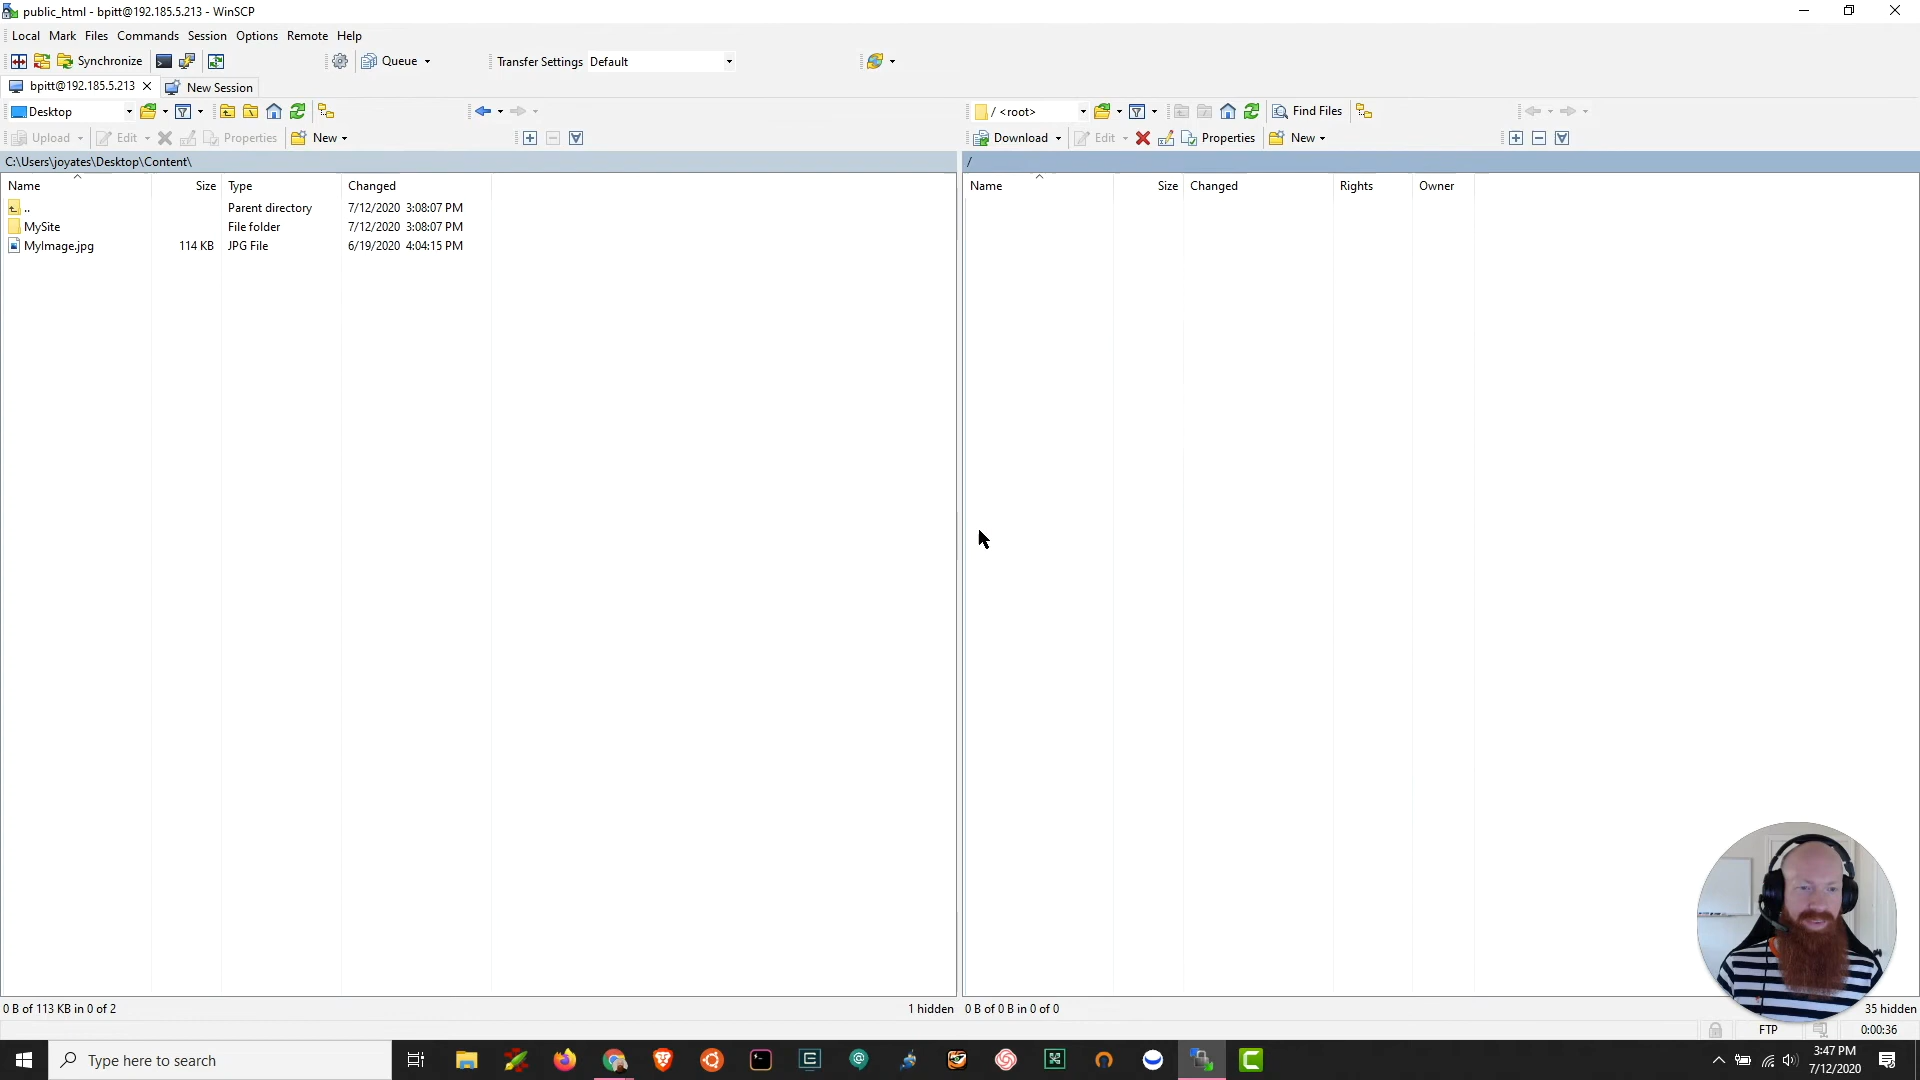 public_html - bpitt@192.185.5.213 - WinSCP
Local Mark Files Commands Session Options Remote Help
Synchronize Queue Transfer Settings Default
bpitt@192.185.5.213 New Session
Desktop / <root> Find Files
Upload Edit Properties New Download Edit Properties New
C:\Users\joyates\Desktop\Content\ /
Name Size Type Changed Name Size Changed Rights Owner
.. Parent directory 7/12/2020 3:08:07 PM
MySite File folder 7/12/2020 3:08:07 PM
MyImage.jpg 114 KB JPG File 6/19/2020 4:04:15 PM
0 B of 113 KB in 0 of 2 1 hidden 0 B of 0 B in 0 of 0 35 hidden
FTP 0:00:36
Type here to search 3:47 PM
7/12/2020